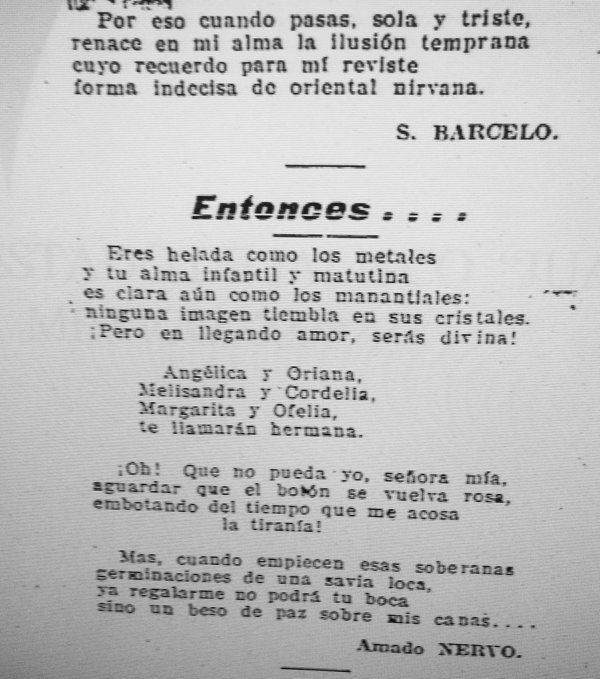 Por eso cuando pasas, sola y triste,
renace en mi alma la ilusión temprana
cuyo recuerdo para mí reviste
forma indecisa de oriental nirvana.
S. BARCELO.
Entonces....
Eres helada como los metales
y tu alma infantil y matutina
es clara aún como los manantiales:
ninguna imagen tiembla en sus cristales.
¡Pero en llegando amor, serás divina!
Angélica y Oriana,
Melisandra y Cordelia,
Margarita y Ofelia,
te llamarán hermana.
¡Oh! Que no pueda yo, señora mía,
aguardar que el botón se vuelva rosa,
embotando del tiempo que me acosa
la tiranía!
Mas, cuando empiecen esas soberanas
germinaciones de una savia loca,
ya regalarme no podrá tu boca
sino un beso de paz sobre mis canas....
Amado NERVO.